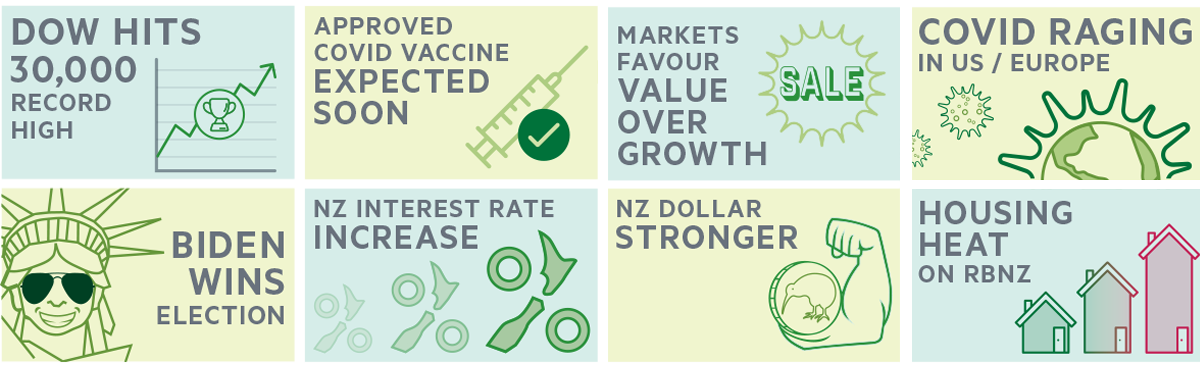 DOW HITS
30,000
RECORD
HIGH
APPROVED
COVID VACCINE
EXPECTED
SOON
MARKETS
FAVOUR
VALUE
OVER
GROWTH
SALE
COVID RAGING
IN US / EUROPE
BIDEN
WINS
ELECTION
NZ INTEREST RATE
INCREASE
NZ DOLLAR
STRONGER
HOUSING
HEAT
ON RBNZ